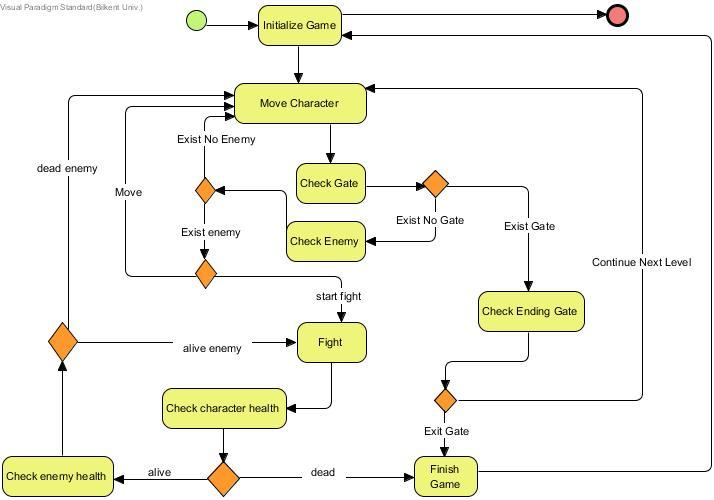 Visual Paradigm Standard(Bilkent Univ.)
Initialize Game
Move Character
Exist No Enemy
dead enemy
Move
Check Gate
Exist No Gate
Exist Gate
Exist enemy
Check Enemy
Continue Next Level
start fight
Check Ending Gate
alive enemy
Fight
Check character health
Exit Gate
Check enemy health
alive
dead
Finish
Game